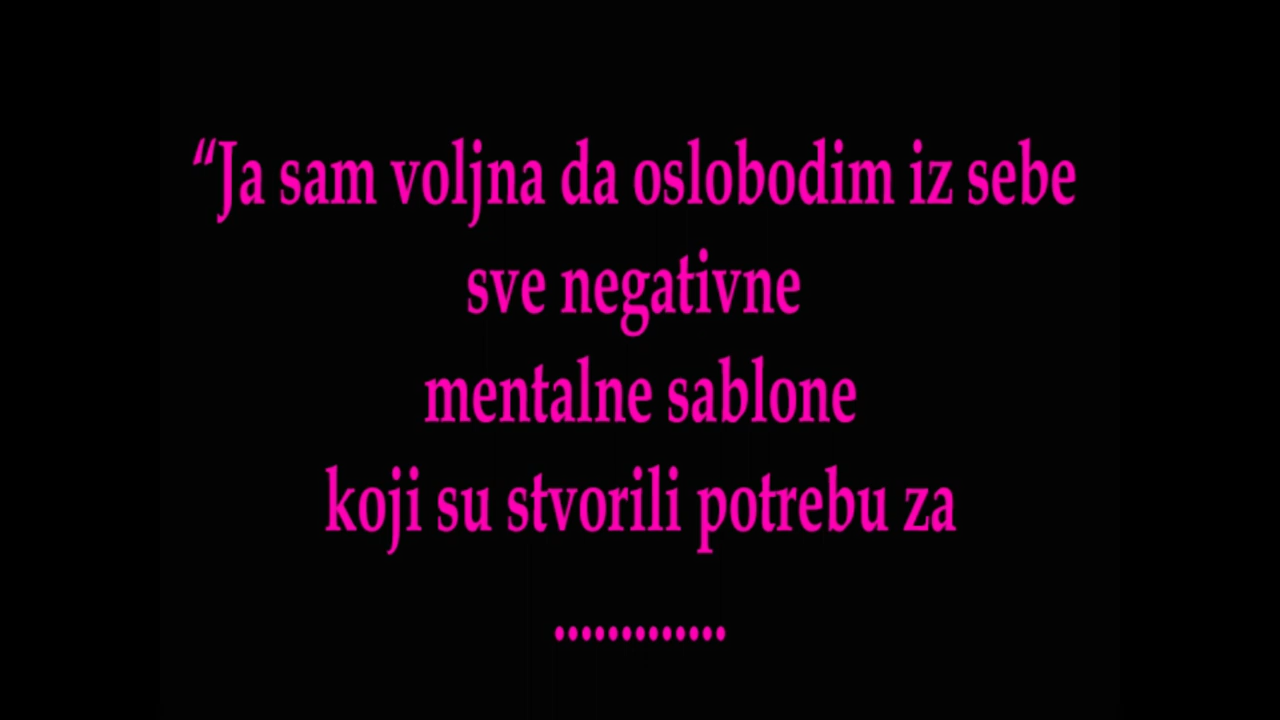 “Ja sam voljna da oslobodim iz sebe
sve negativne
mentalne sablone
koji su stvorili potrebu za
.............